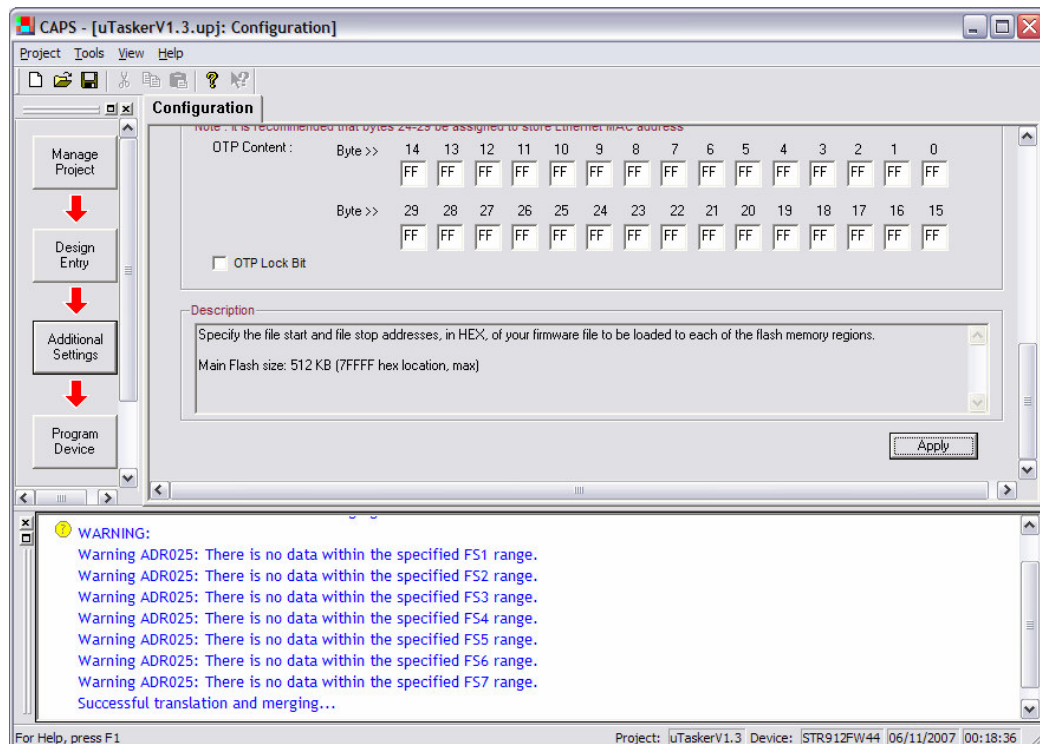 CAPS - [uTaskerV1.3.upj: Configuration]
Project Tools View Help
Configuration
Manage Project
Design Entry
Additional Settings
Program Device
Note : It is recommended that bytes 24-29 be assigned to store Ethernet MAC address
OTP Content : Byte >> 14 13 12 11 10 9 8 7 6 5 4 3 2 1 0
FF FF FF FF FF FF FF FF FF FF FF FF FF FF FF
Byte >> 29 28 27 26 25 24 23 22 21 20 19 18 17 16 15
FF FF FF FF FF FF FF FF FF FF FF FF FF FF FF
OTP Lock Bit
Description
Specify the file start and file stop addresses, in HEX, of your firmware file to be loaded to each of the flash memory regions.
Main Flash size: 512 KB (7FFFF hex location, max)
Apply
WARNING:
Warning ADR025: There is no data within the specified FS1 range.
Warning ADR025: There is no data within the specified FS2 range.
Warning ADR025: There is no data within the specified FS3 range.
Warning ADR025: There is no data within the specified FS4 range.
Warning ADR025: There is no data within the specified FS5 range.
Warning ADR025: There is no data within the specified FS6 range.
Warning ADR025: There is no data within the specified FS7 range.
Successful translation and merging...
For Help, press F1
Project: uTaskerV1.3 Device: STR912FW44 06/11/2007 00:18:36